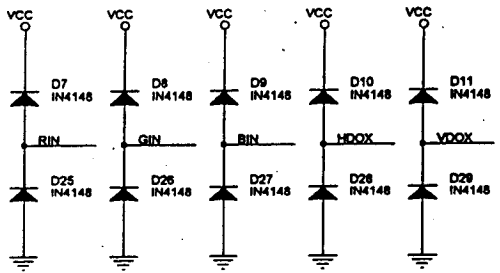 VCC VCC VCC VCC VCC
D7 D8 D9 D10 D11
IN4148 IN4148 IN4148 IN4148 IN4148
RIN GIN BIN HDOX VDOX
D25 D26 D27 D28 D29
IN4148 IN4148 IN4148 IN4148 IN4148